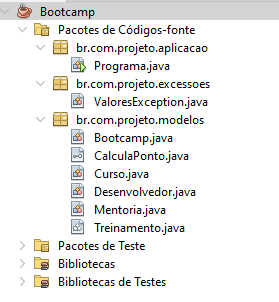 Bootcamp
Pacotes de Códigos-fonte
br.com.projeto.aplicacao
Programa.java
br.com.projeto.excessoes
ValoresException.java
br.com.projeto.modelos
Bootcamp.java
CalculaPonto.java
Curso.java
Desenvolvedor.java
Mentoria.java
Treinamento.java
Pacotes de Teste
Bibliotecas
Bibliotecas de Testes